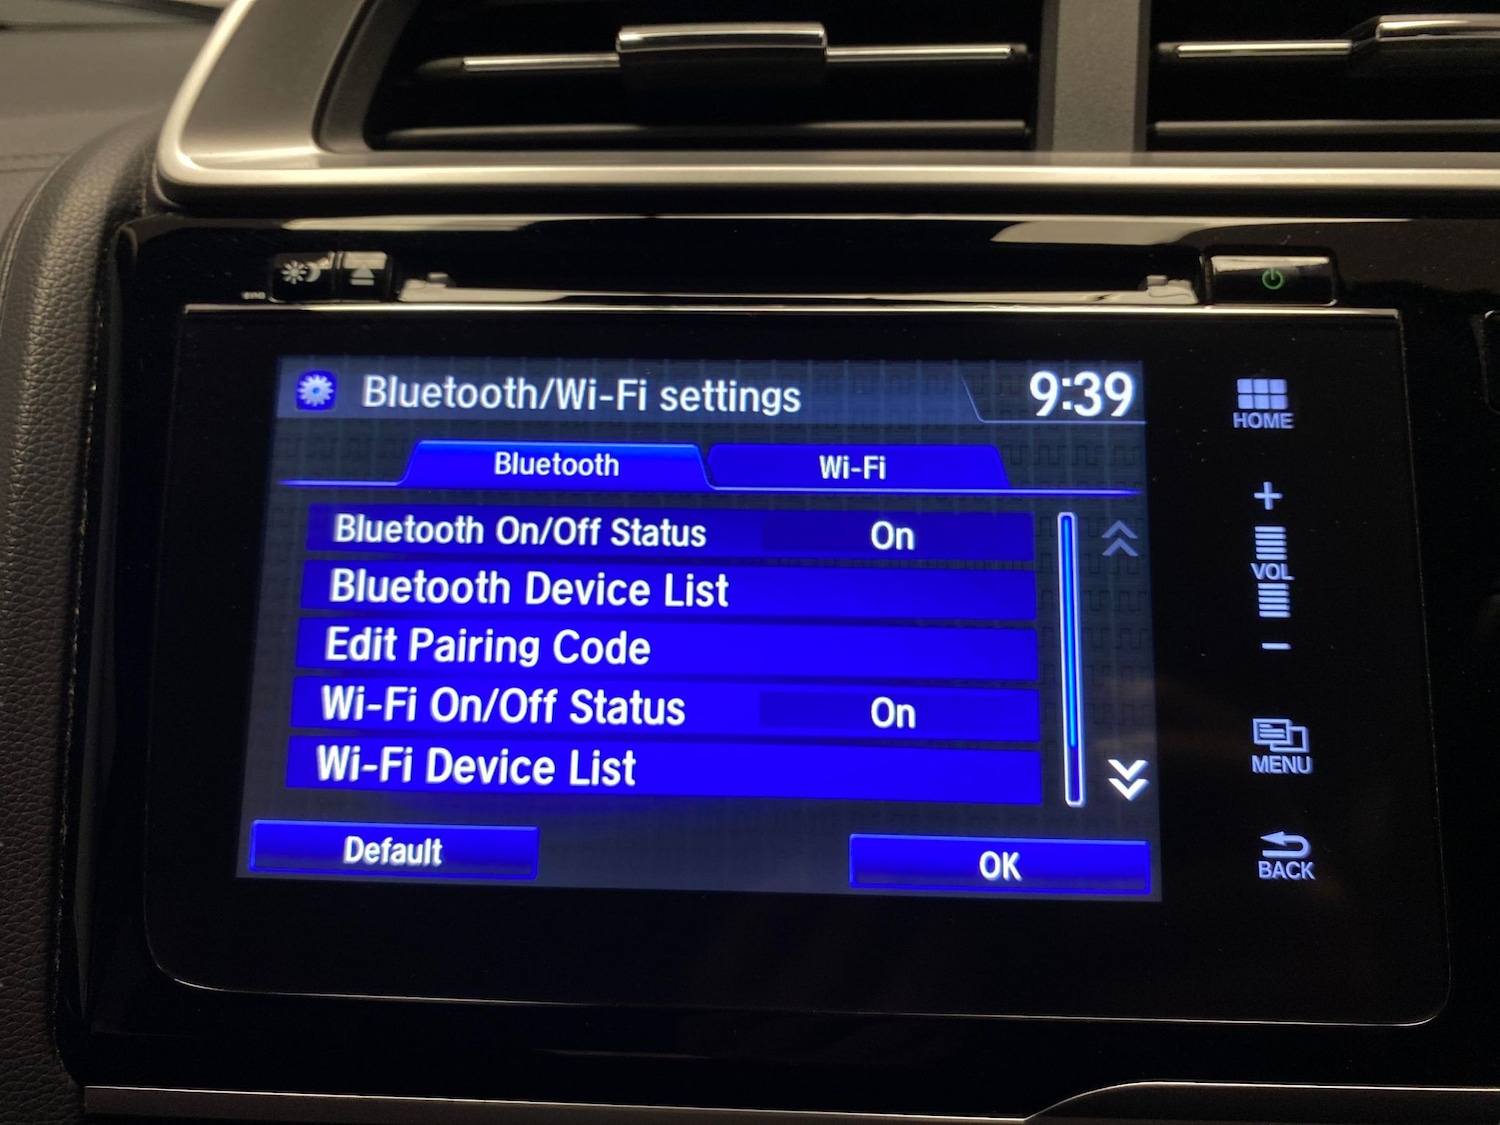 Bluetooth/Wi-Fi settings 9:39
Bluetooth Wi-Fi
Bluetooth On/Off Status On
Bluetooth Device List
Edit Pairing Code
Wi-Fi On/Off Status On
Wi-Fi Device List
Default OK
HOME
+
VOL
−
MENU
BACK